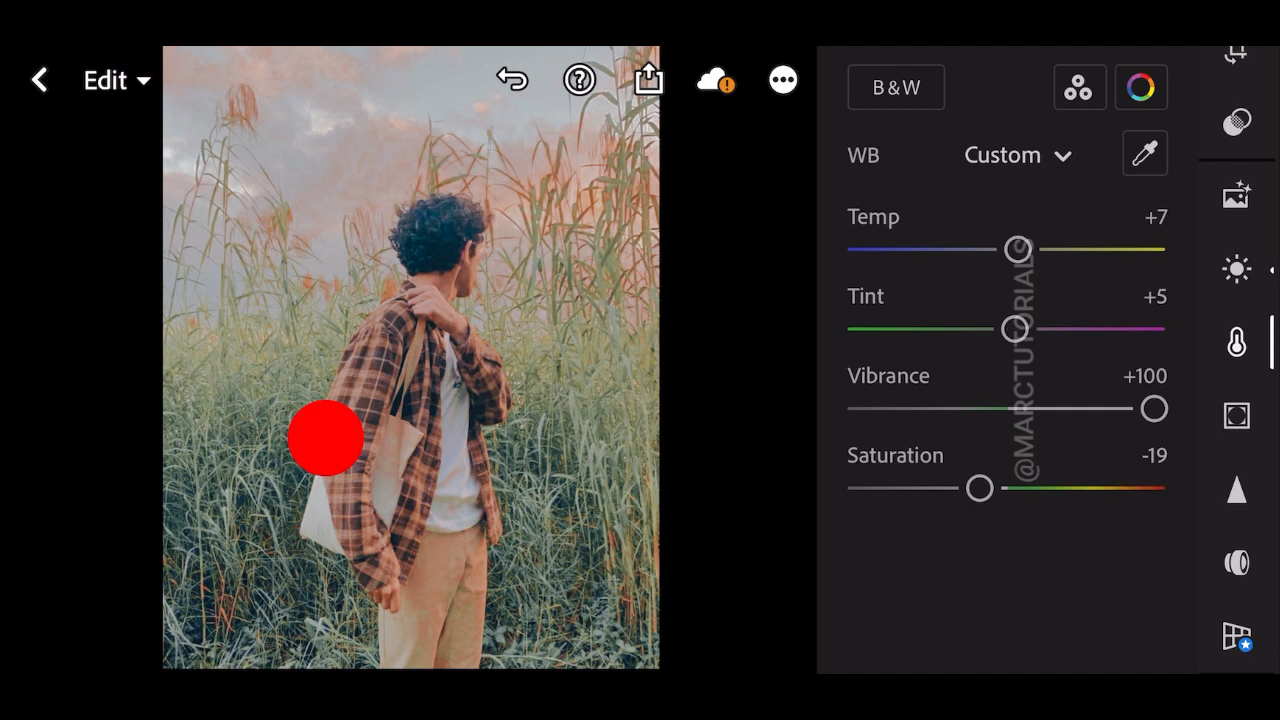 Edit
B&W
WB
Custom
Temp
+7
Tint
+5
Vibrance
+100
Saturation
-19
@MARCTUTORIALS